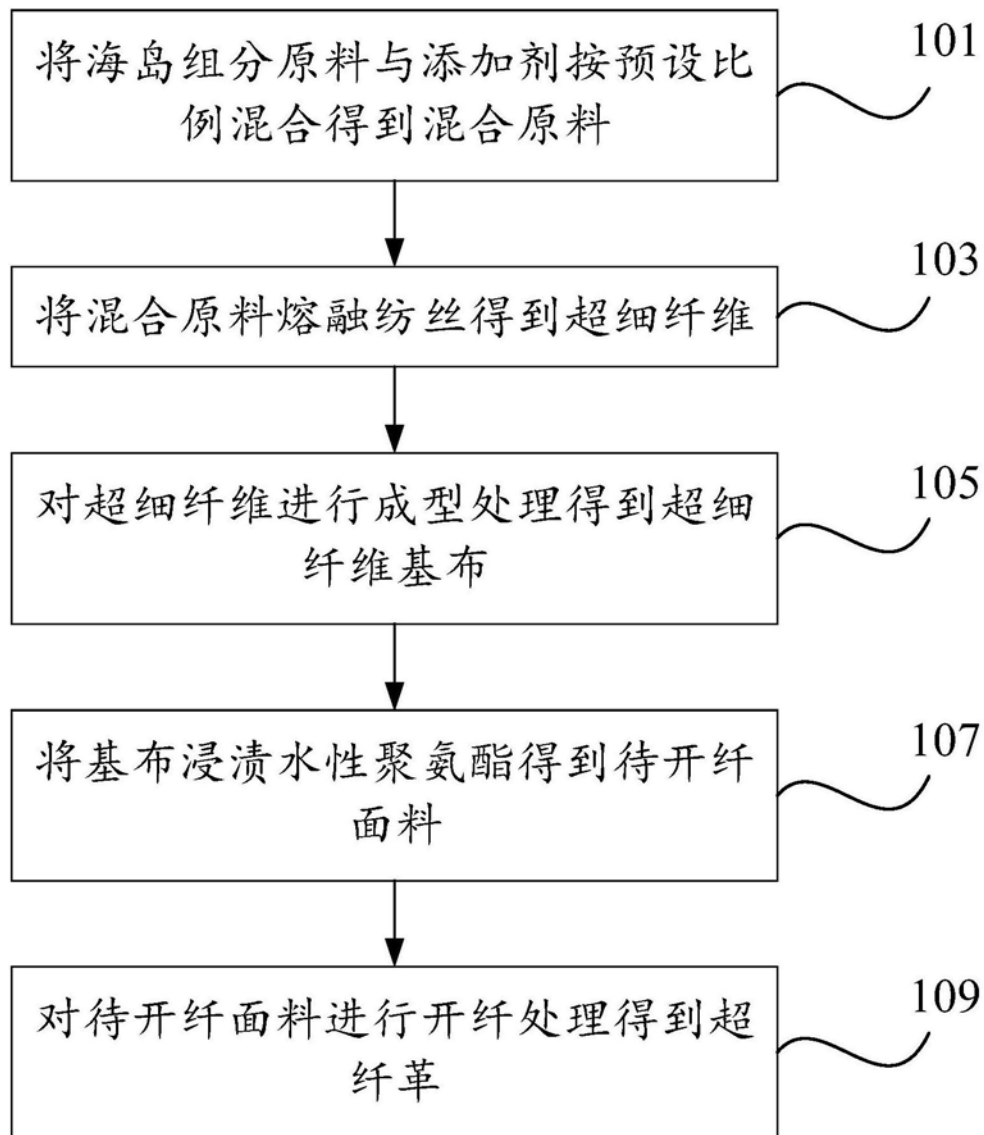 将海岛组分原料与添加剂按预设比
例混合得到混合原料
101
将混合原料熔融纺丝得到超细纤维
103
对超细纤维进行成型处理得到超细
纤维基布
105
将基布浸渍水性聚氨酯得到待开纤
面料
107
对待开纤面料进行开纤处理得到超
纤革
109